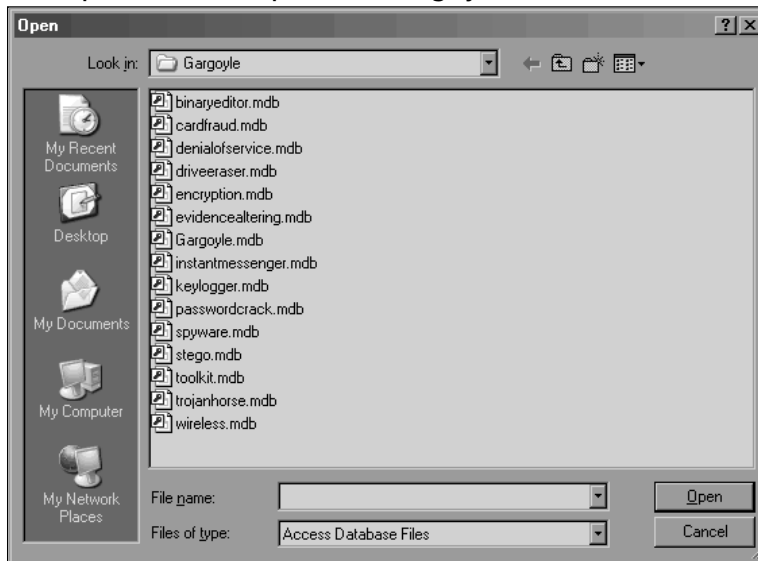 Open
Look in: Gargoyle
My Recent
Documents
Desktop
My Documents
My Computer
My Network
Places
binaryeditor.mdb
cardfraud.mdb
denialofservice.mdb
driveeraser.mdb
encryption.mdb
evidencealtering.mdb
Gargoyle.mdb
instantmessenger.mdb
keylogger.mdb
passwordcrack.mdb
spyware.mdb
stego.mdb
toolkit.mdb
trojanhorse.mdb
wireless.mdb
File name:
Open
Files of type: Access Database Files
Cancel